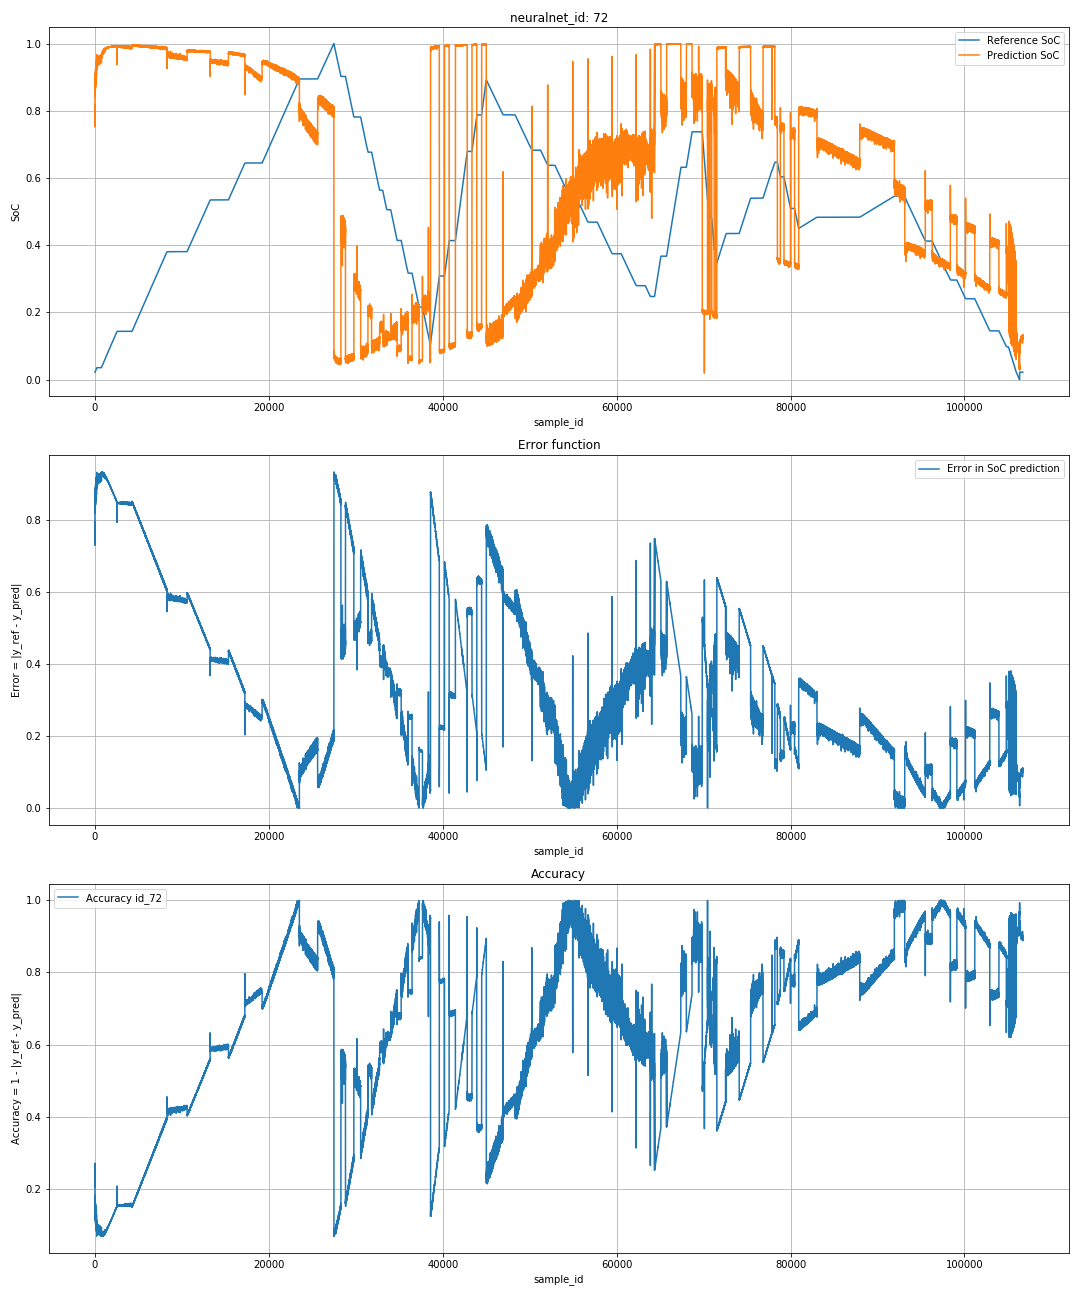 neuralnet_id: 72
Reference SoC
Prediction SoC
SoC
1.0
0.8
0.6
0.4
0.2
0.0
0 20000 40000 60000 80000 100000
sample_id
Error function
Error in SoC prediction
Error = |y_ref - y_pred|
0.8
0.6
0.4
0.2
0.0
0 20000 40000 60000 80000 100000
sample_id
Accuracy
Accuracy id_72
Accuracy = 1 - |y_ref - y_pred|
1.0
0.8
0.6
0.4
0.2
0 20000 40000 60000 80000 100000
sample_id